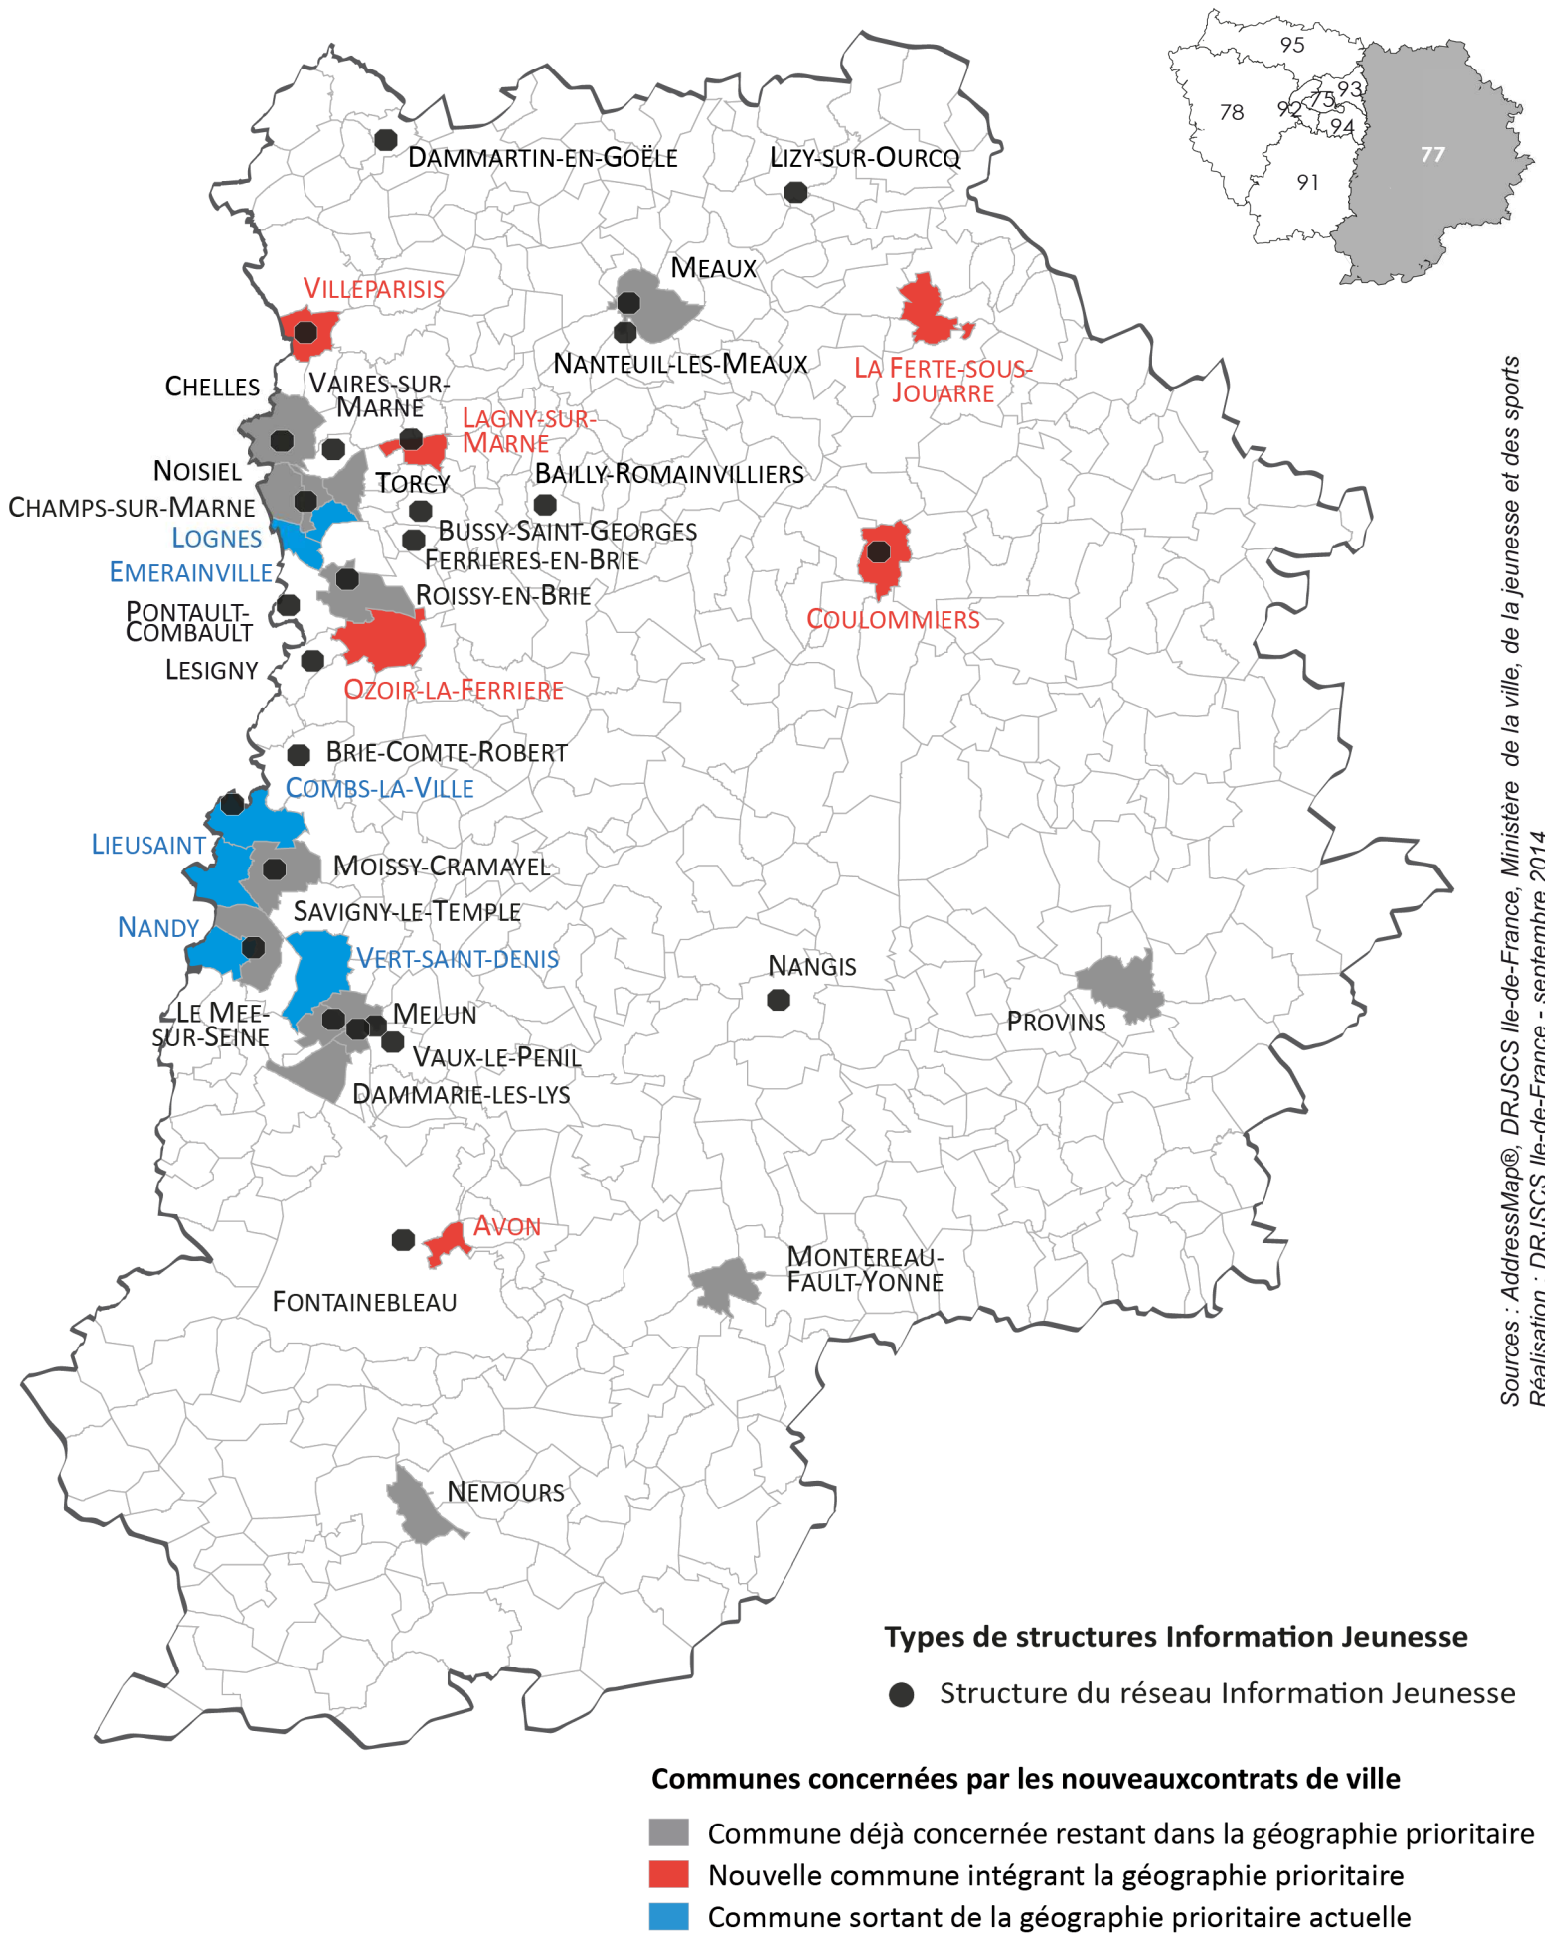 95
93
75
92
78
94
77
91
DAMMARTIN-EN-GOËLE
LIZY-SUR-OURCQ
MEAUX
VILLEPARISIS
NANTEUIL-LES-MEAUX
LA FERTE-SOUS-
JOUARRE
CHELLES
VAIRES-SUR-
MARNE
LAGNY-SUR-
MARNE
NOISIEL
TORCY
BAILLY-ROMAINVILLIERS
CHAMPS-SUR-MARNE
LOGNES
BUSSY-SAINT-GEORGES
FERRIERES-EN-BRIE
EMERAINVILLE
ROISSY-EN-BRIE
PONTAULT-
COMBAULT
COULOMMIERS
LESIGNY
OZOIR-LA-FERRIERE
BRIE-COMTE-ROBERT
COMBS-LA-VILLE
LIEUSAINT
MOISSY-CRAMAYEL
SAVIGNY-LE-TEMPLE
NANDY
VERT-SAINT-DENIS
NANGIS
LE MEE-
SUR-SEINE
MELUN
PROVINS
VAUX-LE-PENIL
DAMMARIE-LES-LYS
AVON
MONTEREAU-
FAULT-YONNE
FONTAINEBLEAU
NEMOURS
Sources : AddressMap®, DRJSCS Ile-de-France, Ministère de la ville, de la jeunesse et des sports
Réalisation : DRJSCS Ile-de-France - septembre 2014
Types de structures Information Jeunesse
Structure du réseau Information Jeunesse
Communes concernées par les nouveauxcontrats de ville
Commune déjà concernée restant dans la géographie prioritaire
Nouvelle commune intégrant la géographie prioritaire
Commune sortant de la géographie prioritaire actuelle